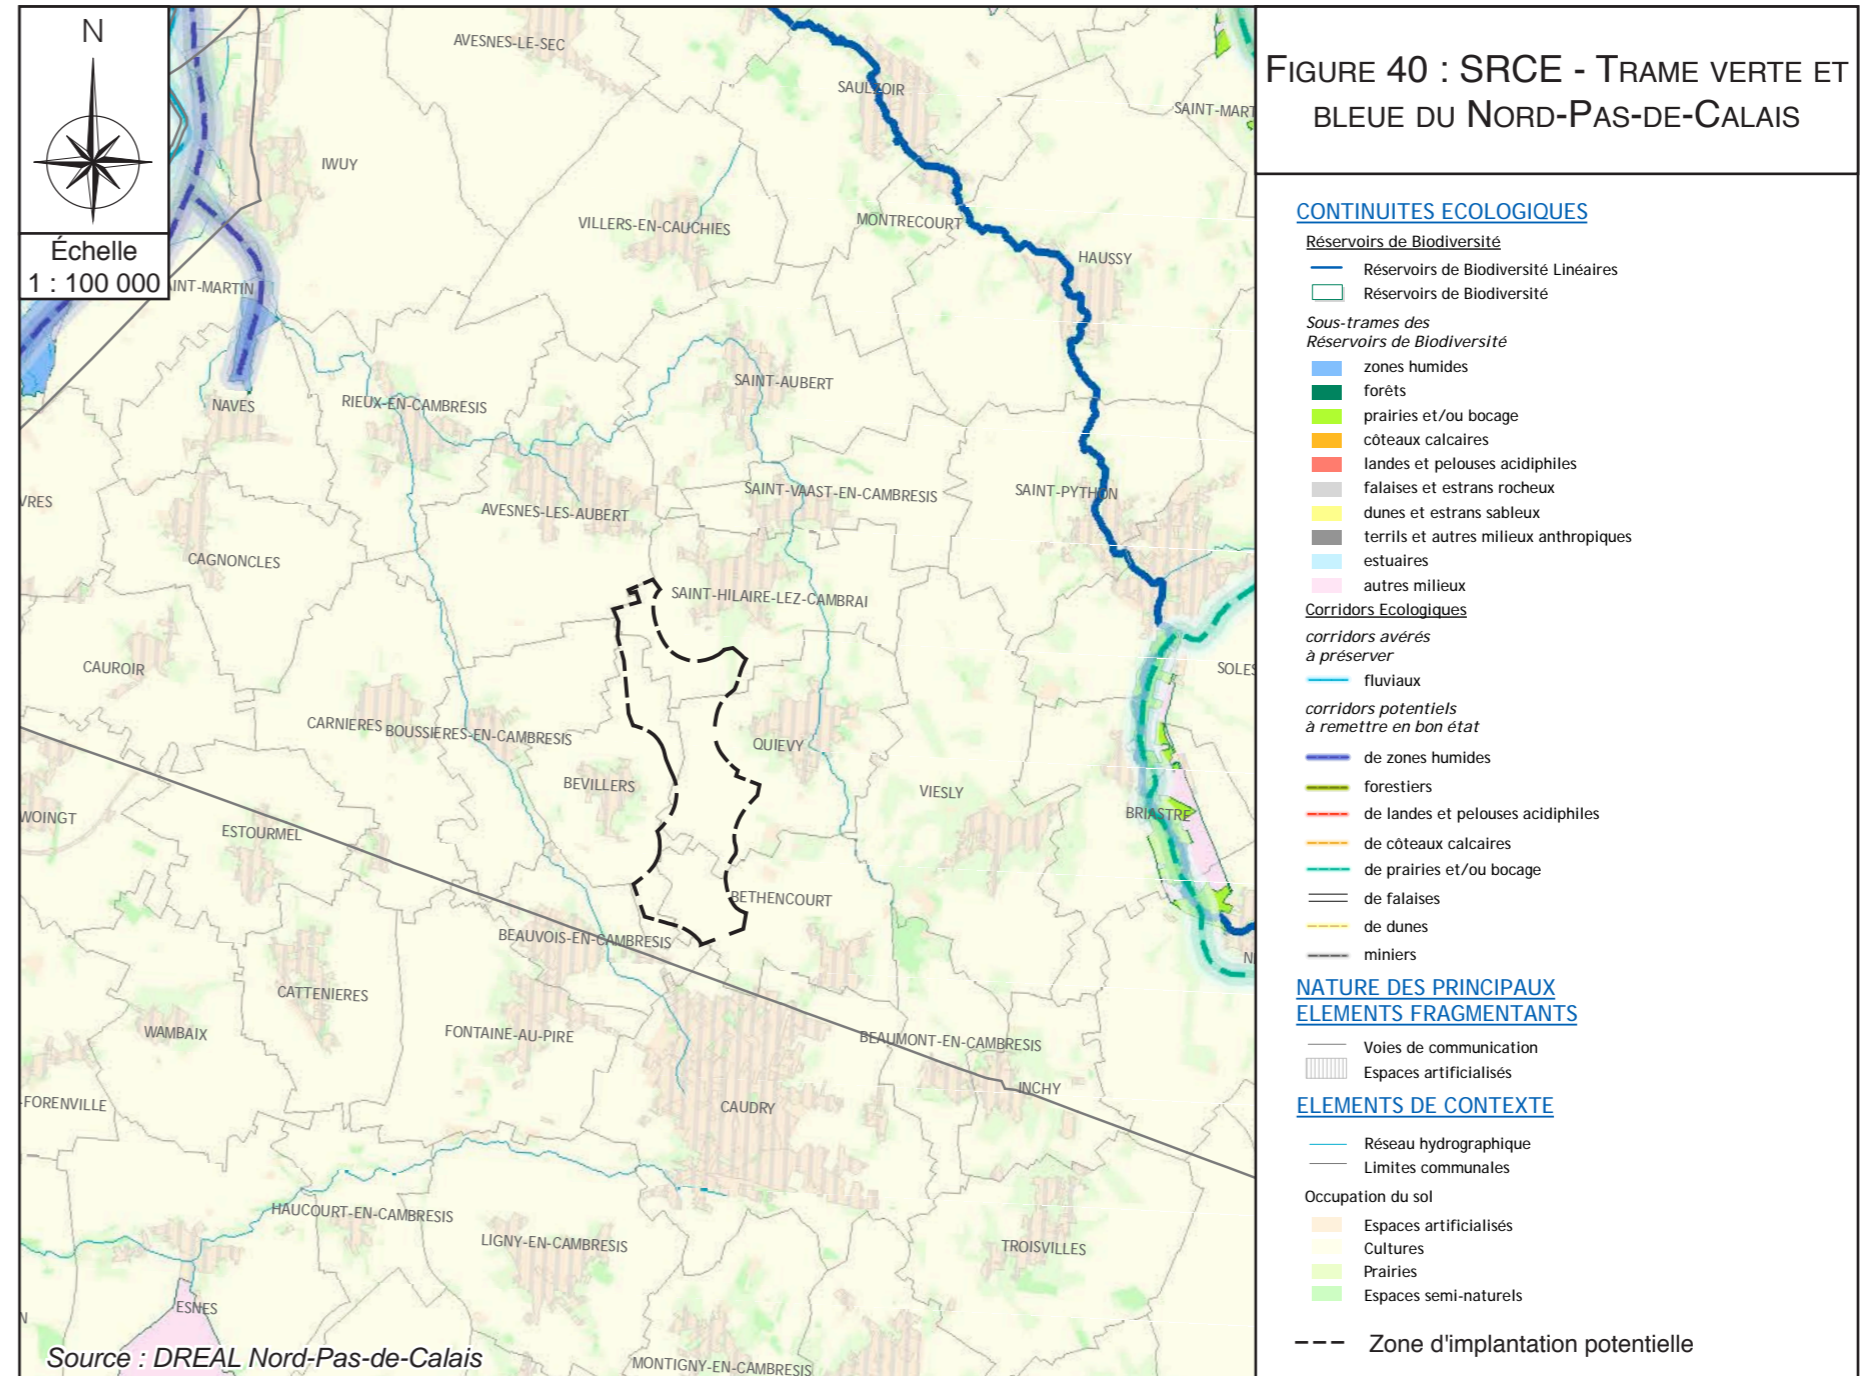 N
Échelle
1 : 100 000
AVESNES-LE-SEC
SAULZOIR
SAINT-MART
IWUY
VILLERS-EN-CAUCHIES
MONTRECOURT
HAUSSY
AINT-MARTIN
SAINT-AUBERT
NAVES
RIEUX-EN-CAMBRESIS
VRES
AVESNES-LES-AUBERT
SAINT-VAAST-EN-CAMBRESIS
SAINT-PYTHON
CAGNONCLES
SAINT-HILAIRE-LEZ-CAMBRAI
CAUROIR
SOLES
CARNIERES
BOUSSIERES-EN-CAMBRESIS
QUIEVY
BEVILLERS
VIESLY
BRIASTRE
WOINGT
ESTOURMEL
BETHENCOURT
BEAUVOIS-EN-CAMBRESIS
N
CATTENIERES
WAMBAIX
FONTAINE-AU-PIRE
BEAUMONT-EN-CAMBRESIS
INCHY
-FORENVILLE
CAUDRY
HAUCOURT-EN-CAMBRESIS
LIGNY-EN-CAMBRESIS
TROISVILLES
ESNES
N
MONTIGNY-EN-CAMBRESIS
Source : DREAL Nord-Pas-de-Calais
FIGURE 40 : SRCE - TRAME VERTE ET
BLEUE DU NORD-PAS-DE-CALAIS
CONTINUITES ECOLOGIQUES
Réservoirs de Biodiversité
Réservoirs de Biodiversité Linéaires
Réservoirs de Biodiversité
Sous-trames des
Réservoirs de Biodiversité
zones humides
forêts
prairies et/ou bocage
côteaux calcaires
landes et pelouses acidiphiles
falaises et estrans rocheux
dunes et estrans sableux
terrils et autres milieux anthropiques
estuaires
autres milieux
Corridors Ecologiques
corridors avérés
à préserver
fluviaux
corridors potentiels
à remettre en bon état
de zones humides
forestiers
de landes et pelouses acidiphiles
de côteaux calcaires
de prairies et/ou bocage
de falaises
de dunes
miniers
NATURE DES PRINCIPAUX
ELEMENTS FRAGMENTANTS
Voies de communication
Espaces artificialisés
ELEMENTS DE CONTEXTE
Réseau hydrographique
Limites communales
Occupation du sol
Espaces artificialisés
Cultures
Prairies
Espaces semi-naturels
Zone d'implantation potentielle